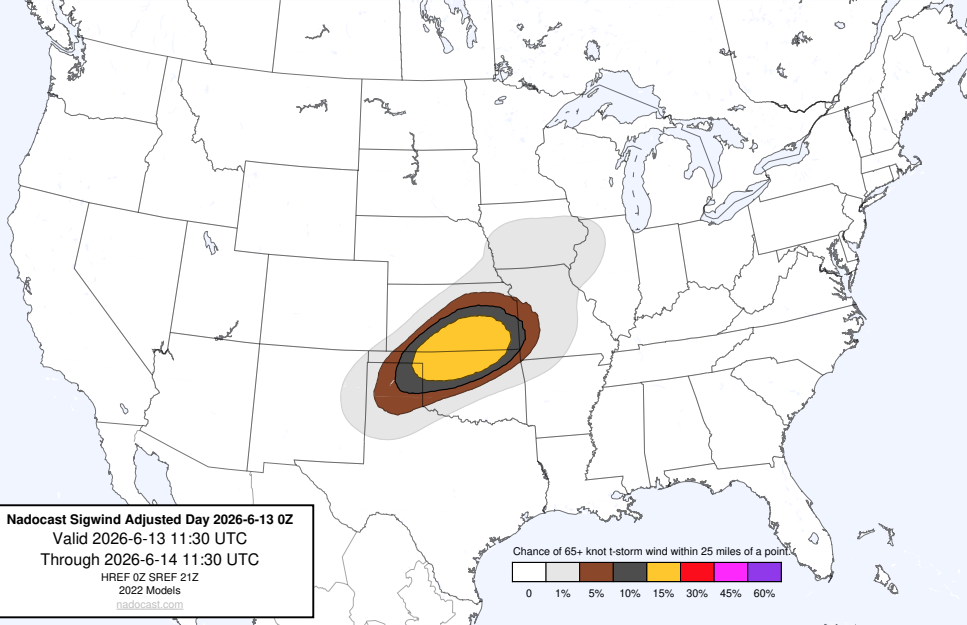 Nadocast Sigwind Adjusted Day 2026-6-13 0Z
Valid 2026-6-13 11:30 UTC
Through 2026-6-14 11:30 UTC
HREF 0Z SREF 21Z
2022 Models
nadocast.com
Chance of 65+ knot t-storm wind within 25 miles of a point.
0 1% 5% 10% 15% 30% 45% 60%